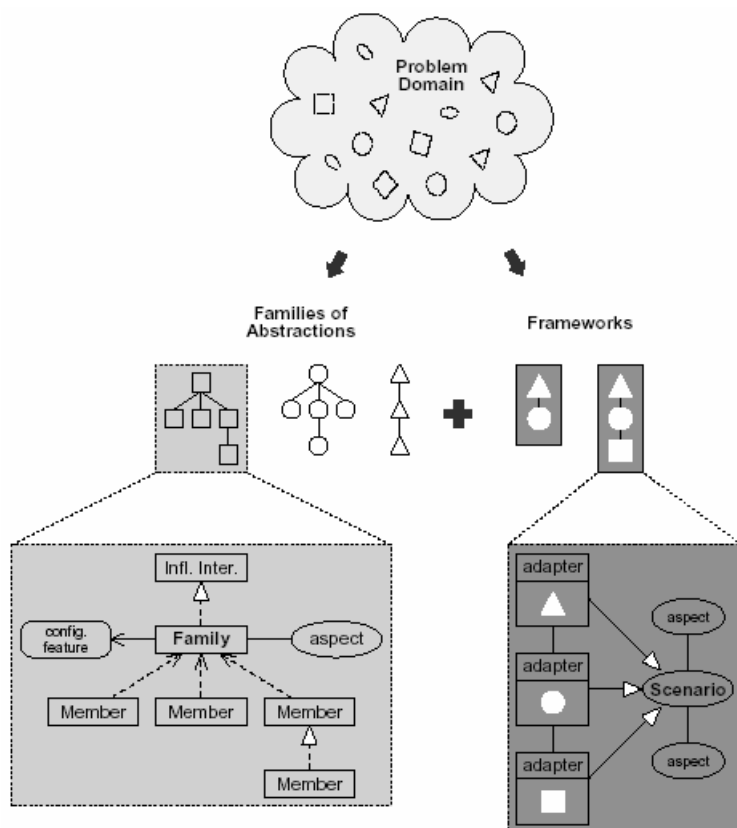 Problem
Domain
Families of
Abstractions
Frameworks
Infl. Inter.
config.
feature
Family
aspect
Member
Member
Member
Member
adapter
adapter
adapter
aspect
Scenario
aspect